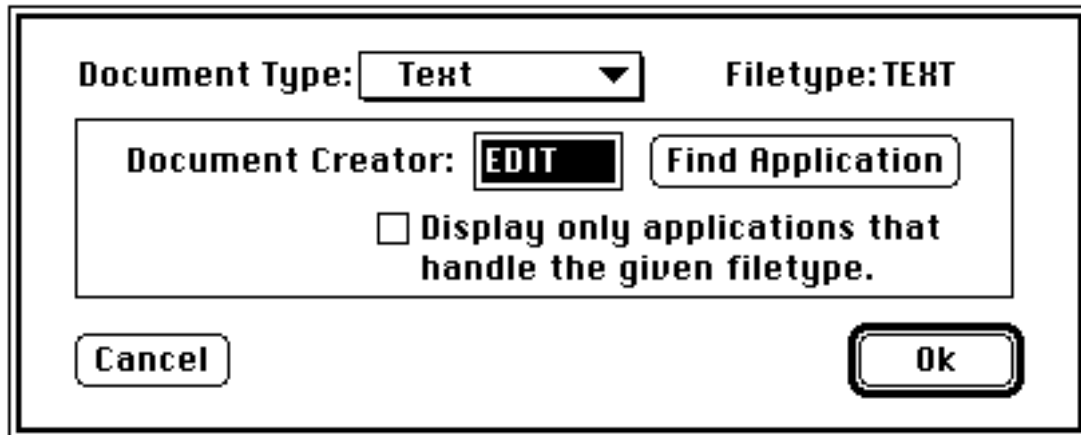 Document Type: Text Filetype: TEXT
Document Creator: EDIT Find Application
Display only applications that
handle the given filetype.
Cancel Ok